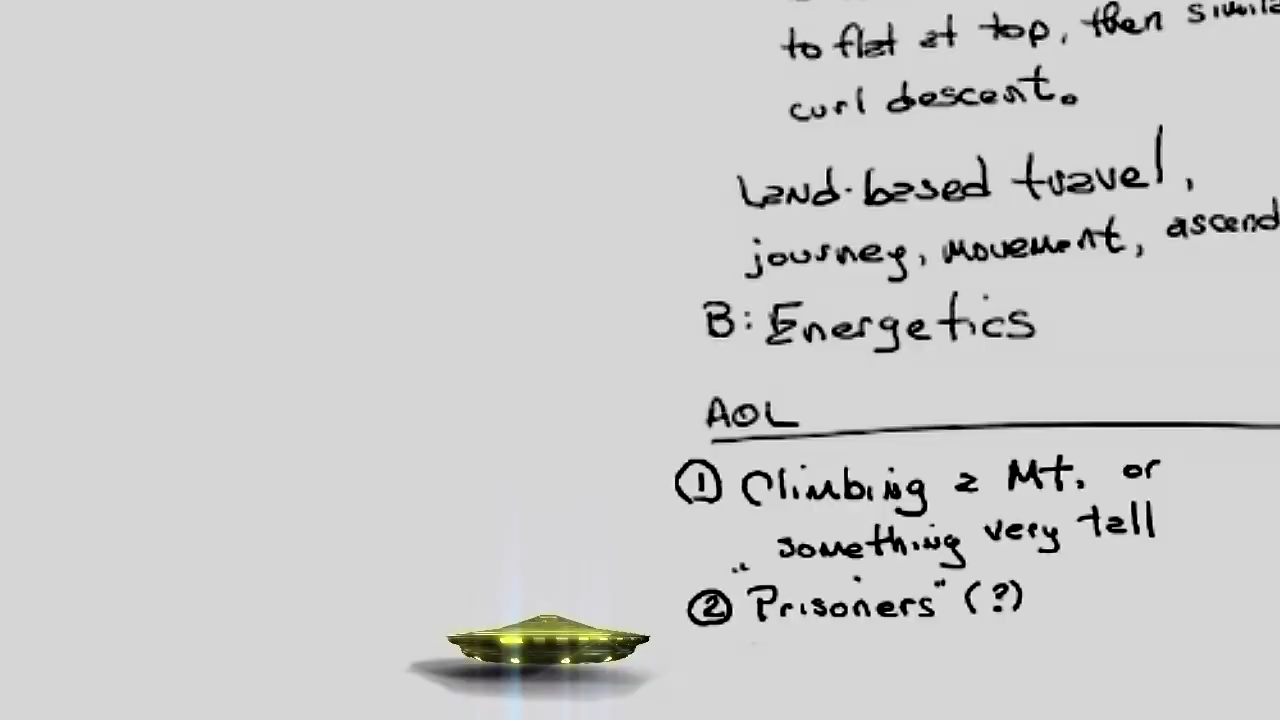 to flat at top, then
curl descent.
Land-based travel,
journey, movement, ascend
B: Energetics
AOL
① Climbing a Mt. or
something very tall
② "Prisoners" (?)